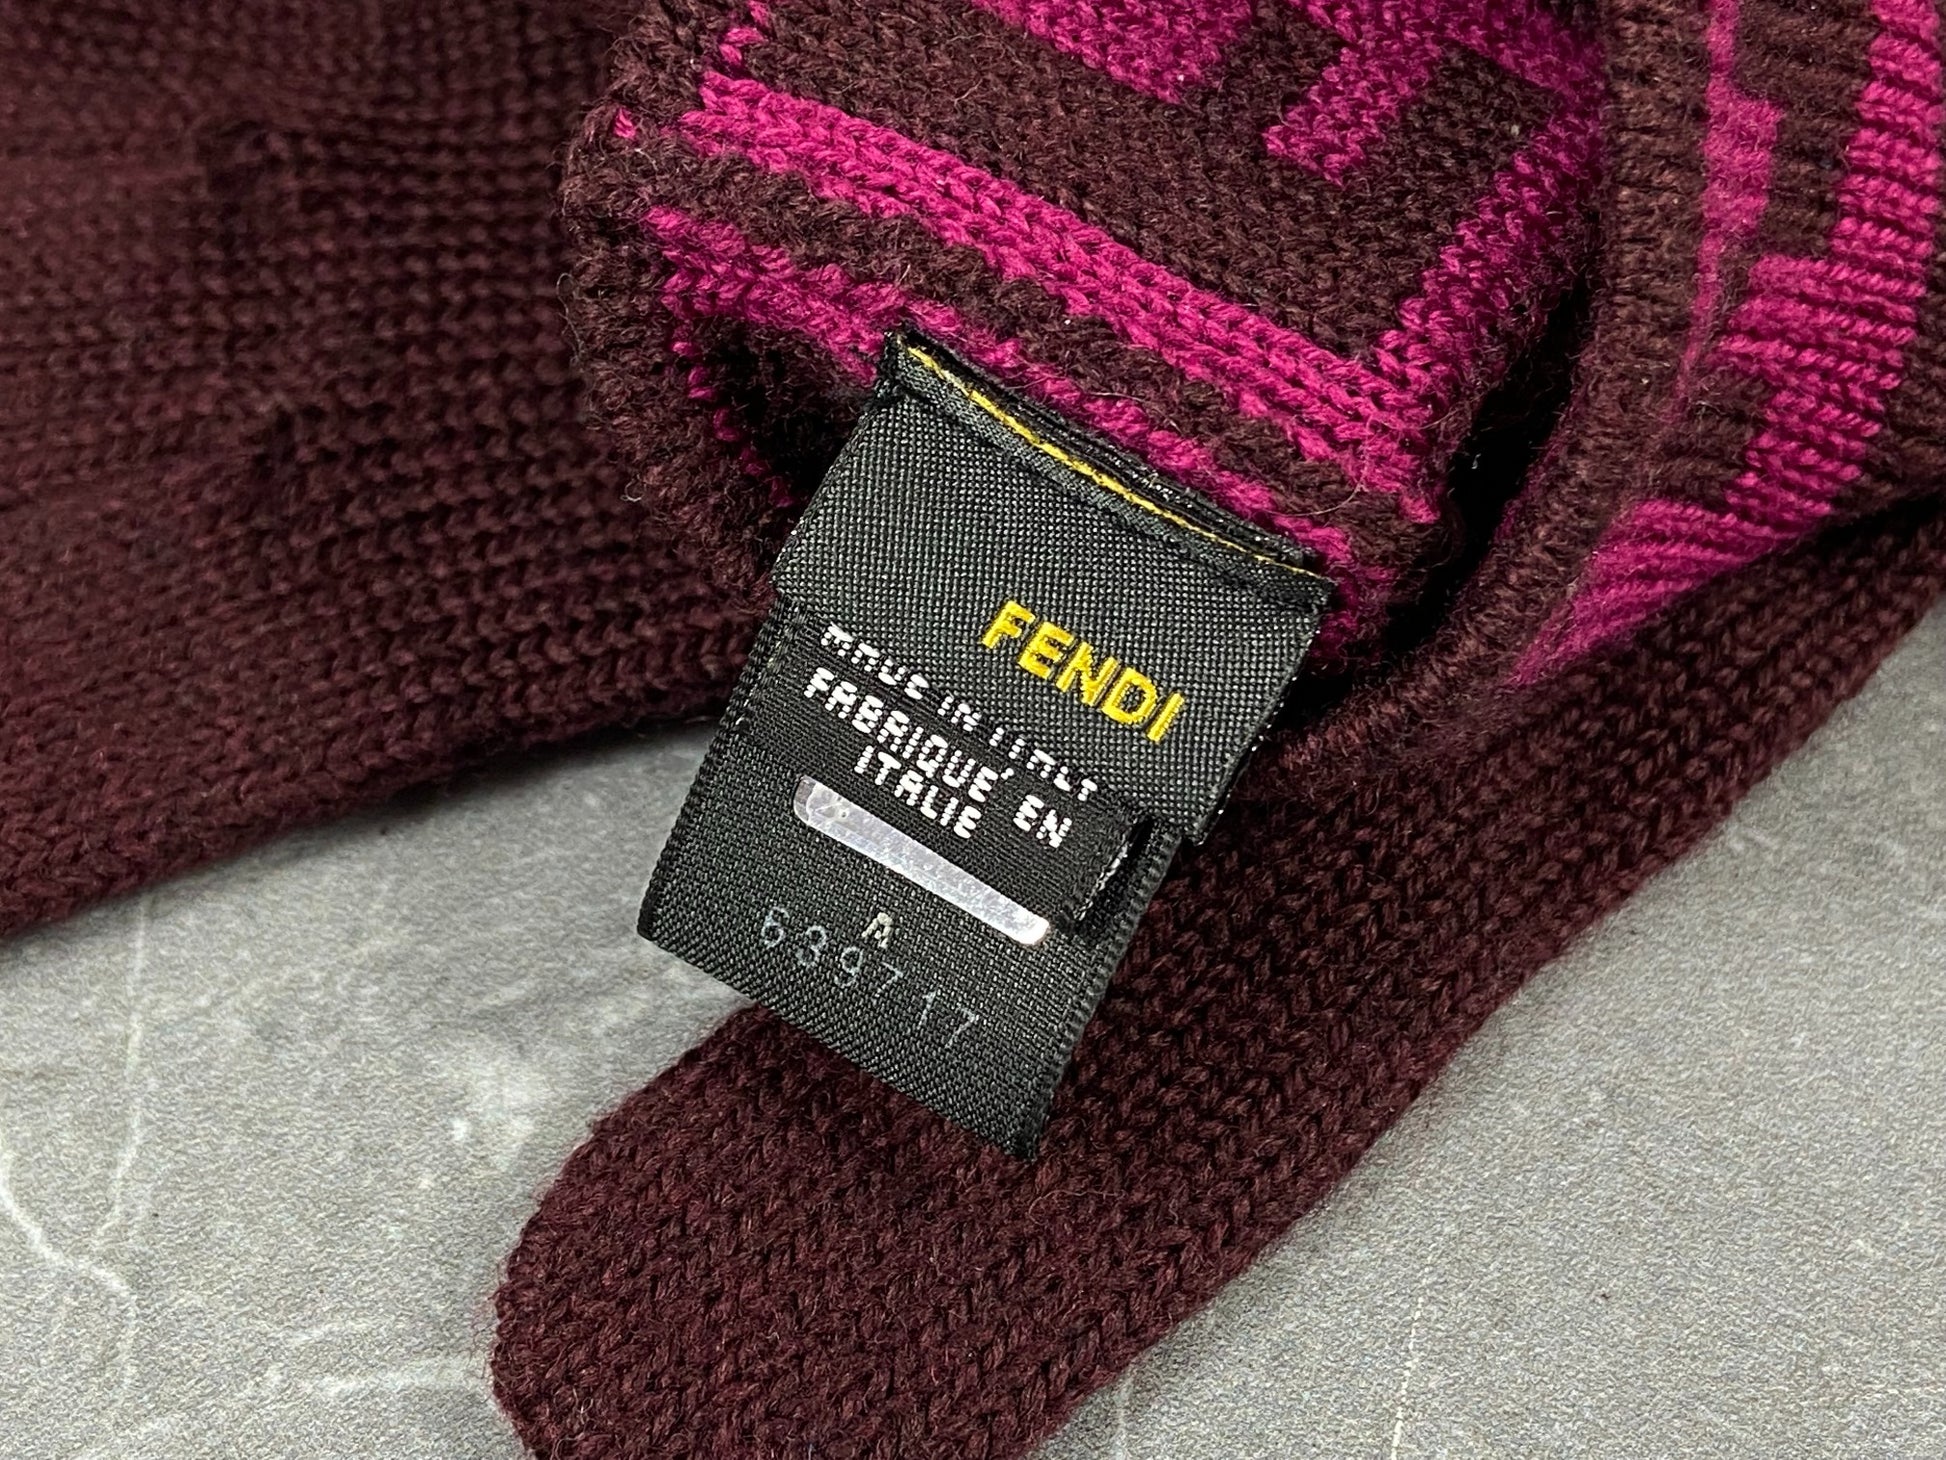 FENDI
MADE IN ITALY
FABRIQUE' EN
ITALIE
A
639717